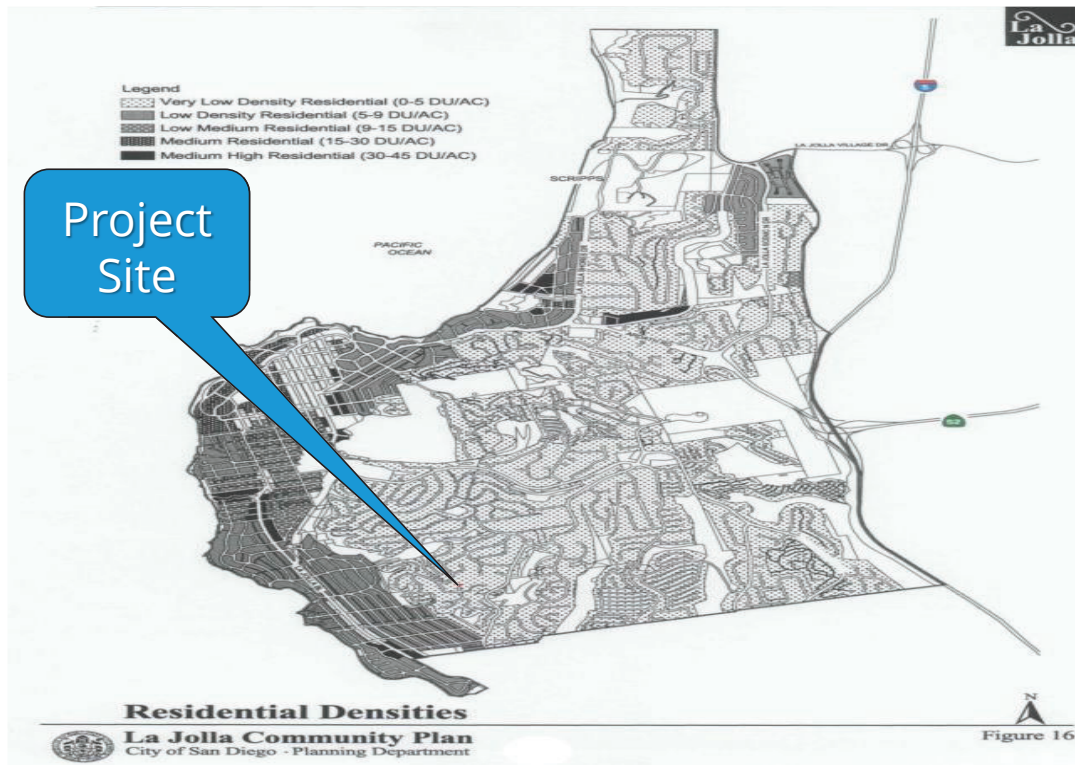 La
Jolla
Legend
Very Low Density Residential (0-5 DU/AC)
Low Density Residential (5-9 DU/AC)
Low Medium Residential (9-15 DU/AC)
Medium Residential (15-30 DU/AC)
Medium High Residential (30-45 DU/AC)
5
LA JOLLA VILLAGE DR
SCRIPPS
Project
Site
PACIFIC
OCEAN
52
Residential Densities
N
La Jolla Community Plan
City of San Diego - Planning Department
Figure 16